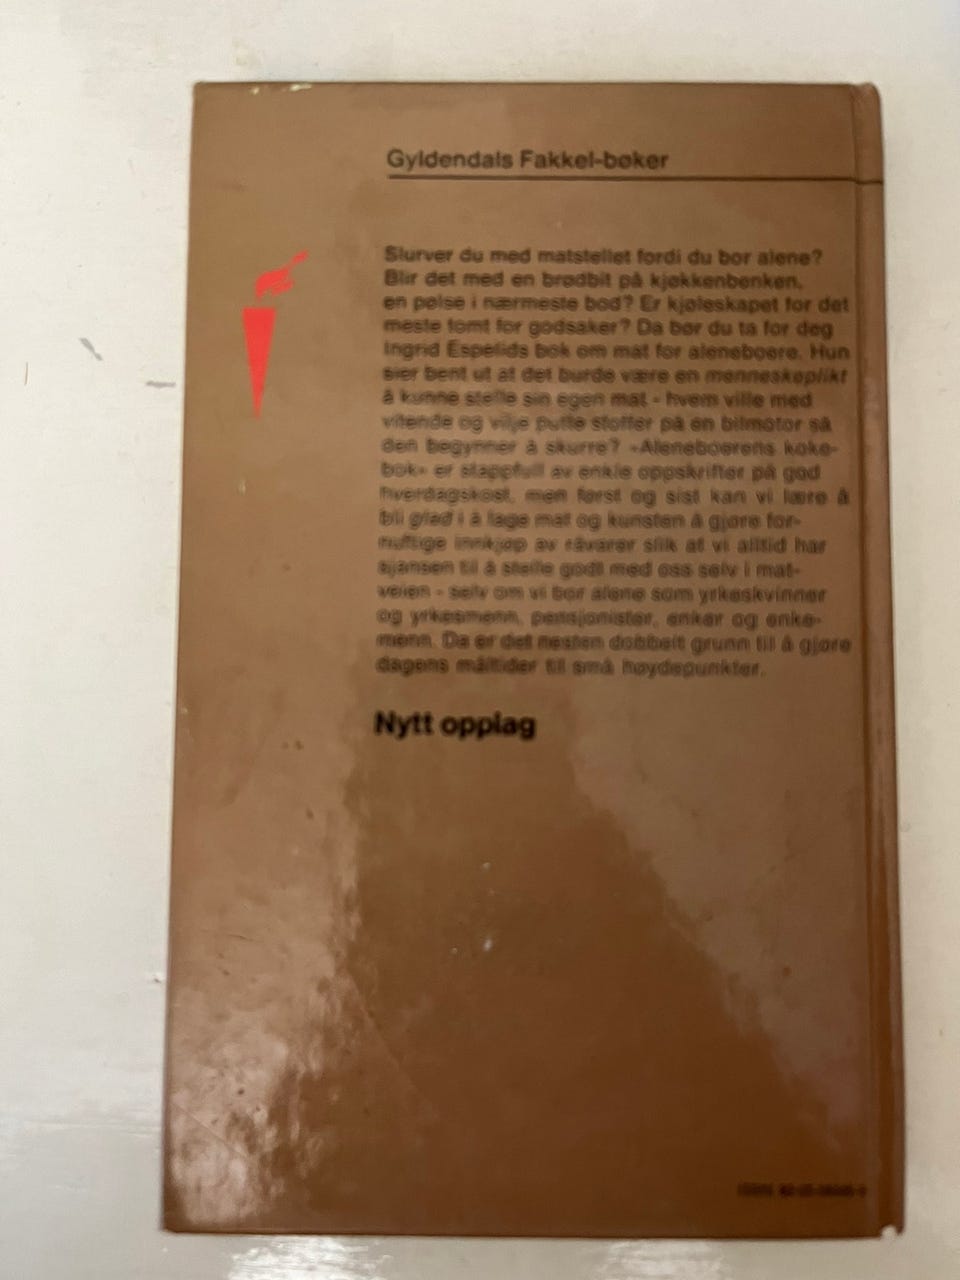 Gyldendals Fakkel-bøker
Slurver du med matstellet fordi du bor alene?
Blir det med en brødbit på kjøkkenbenken,
en pølse i nærmeste bod? Er kjøleskapet for det
meste tomt for godsaker? Da bør du ta for deg
Ingrid Espelids bok om mat for aleneboere. Hun
sier bent ut at det burde være en menneskeplikt
å kunne stelle sin egen mat - hvem ville med
vitende og vilje putte stoffer på en bilmotor så
den begynner å skurre? «Aleneboerens koke-
bok» er stappfull av enkle oppskrifter på god
hverdagskost, men først og sist kan vi lære å
bli glad i å lage mat og kunsten å gjøre for-
nuftige innkjøp av råvarer slik at vi alltid har
sjansen til å stelle godt med oss selv i mat-
veien - selv om vi bor alene som yrkeskvinner
og yrkesmenn, pensjonister, enker og enke-
menn. Da er det nesten dobbelt grunn til å gjøre
dagens måltider til små høydepunkter.
Nytt opplag
ISBN